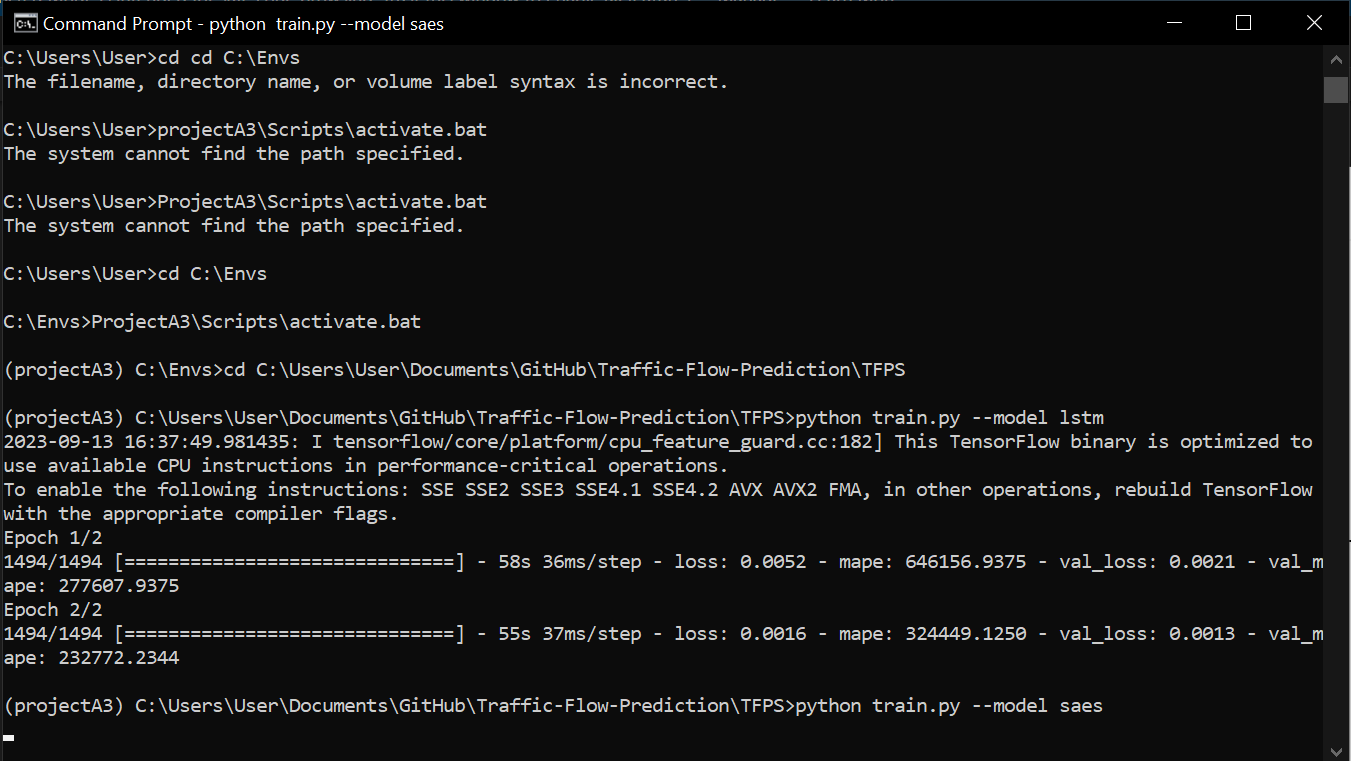 Command Prompt - python  train.py --model saes
C:\Users\User>cd cd C:\Envs
The filename, directory name, or volume label syntax is incorrect.
C:\Users\User>projectA3\Scripts\activate.bat
The system cannot find the path specified.
C:\Users\User>ProjectA3\Scripts\activate.bat
The system cannot find the path specified.
C:\Users\User>cd C:\Envs
C:\Envs>ProjectA3\Scripts\activate.bat
(projectA3) C:\Envs>cd C:\Users\User\Documents\GitHub\Traffic-Flow-Prediction\TFPS
(projectA3) C:\Users\User\Documents\GitHub\Traffic-Flow-Prediction\TFPS>python train.py --model lstm
2023-09-13 16:37:49.981435: I tensorflow/core/platform/cpu_feature_guard.cc:182] This TensorFlow binary is optimized to
use available CPU instructions in performance-critical operations.
To enable the following instructions: SSE SSE2 SSE3 SSE4.1 SSE4.2 AVX AVX2 FMA, in other operations, rebuild TensorFlow
with the appropriate compiler flags.
Epoch 1/2
1494/1494 [==============================] - 58s 36ms/step - loss: 0.0052 - mape: 646156.9375 - val_loss: 0.0021 - val_m
ape: 277607.9375
Epoch 2/2
1494/1494 [==============================] - 55s 37ms/step - loss: 0.0016 - mape: 324449.1250 - val_loss: 0.0013 - val_m
ape: 232772.2344
(projectA3) C:\Users\User\Documents\GitHub\Traffic-Flow-Prediction\TFPS>python train.py --model saes